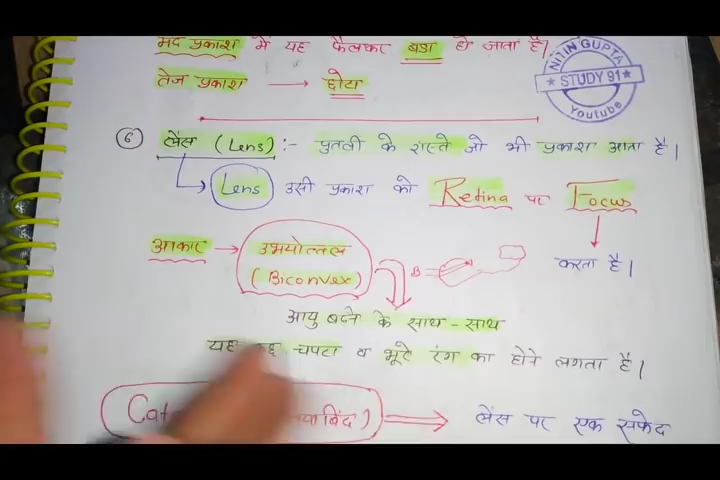 मंद प्रकाश में यह फैलकर बड़ा हो जाता है।
तेज प्रकाश → छोटा
NITIN GUPTA
STUDY 91
Youtube
⑥ लैंस (Lens) :- पुतली के रास्ते जो भी प्रकाश आता है।
Lens उसी प्रकाश को Retina पर Focus
करता है।
आकार → उभयोत्तल
(Biconvex)
B
आयु बढ़ने के साथ-साथ
यह चपटा व भूरे रंग का होने लगता है।
बिंद) ⇒ लेंस पर एक सफेद